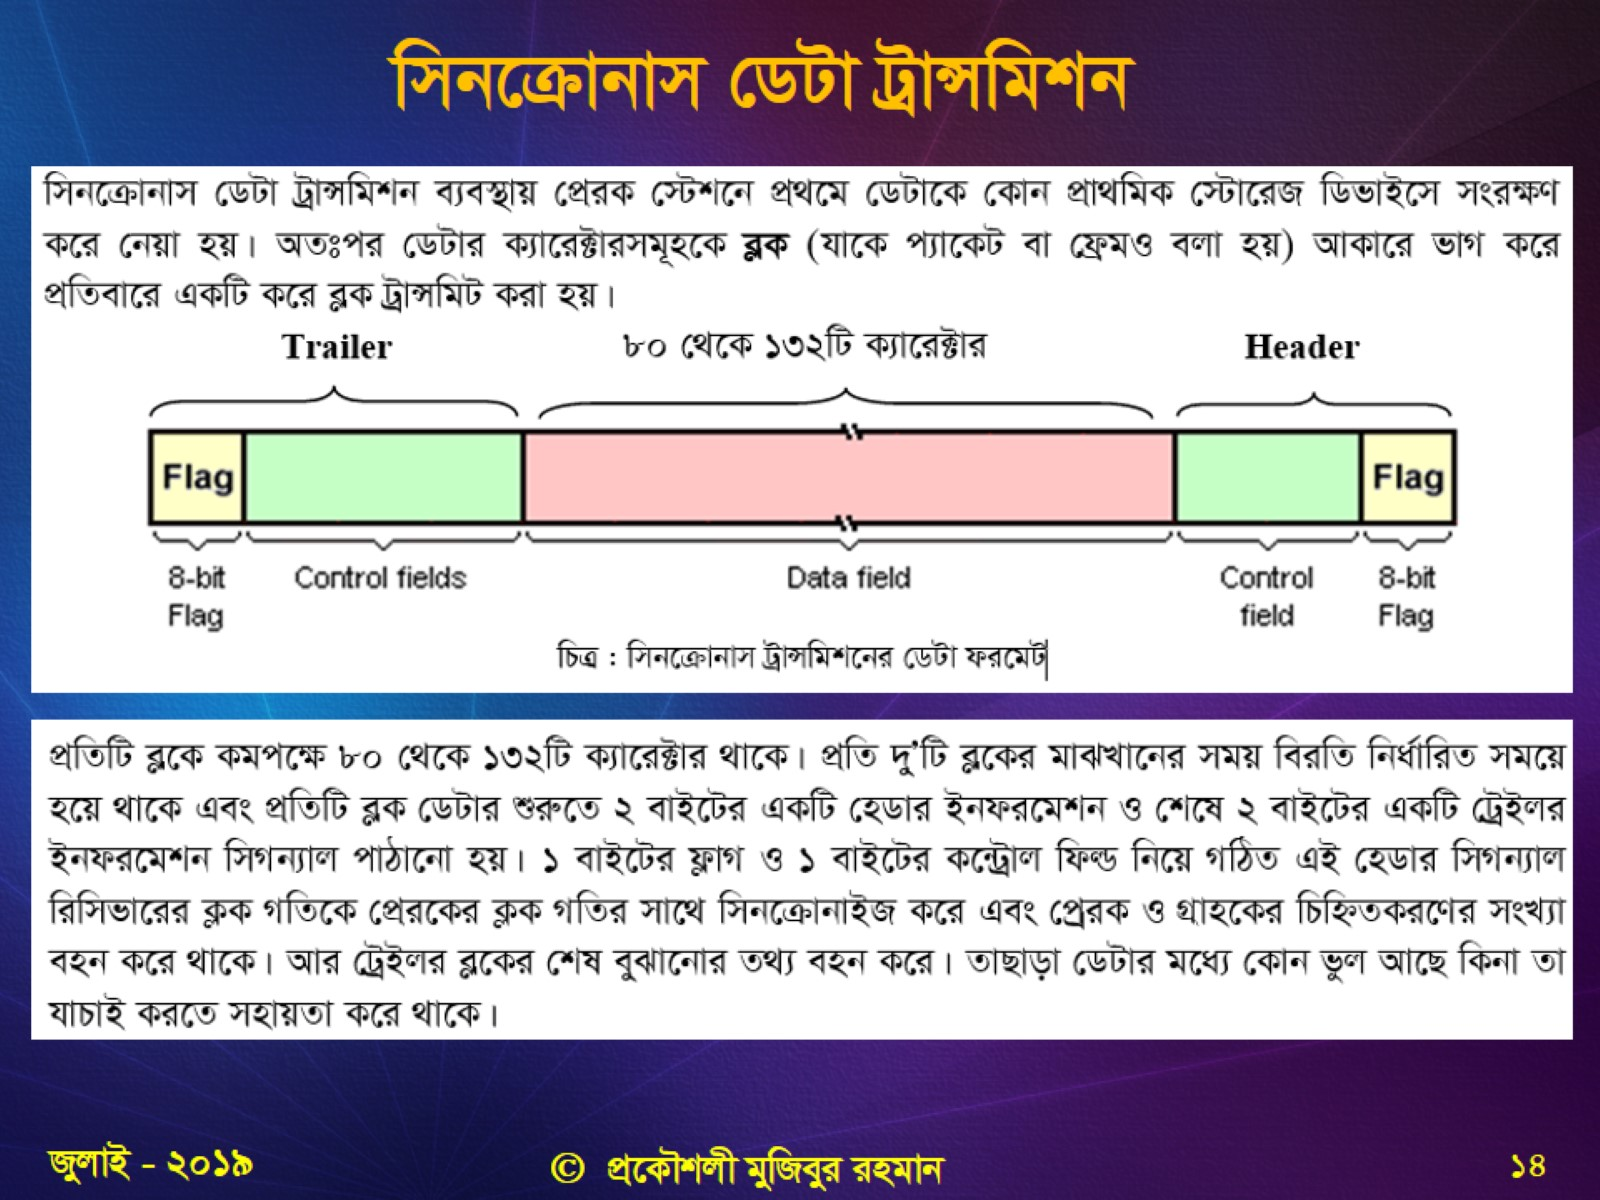 সিনক্রোনাস ডেটা ট্রান্সমিশন
সিনক্রোনাস ডেটা ট্রান্সমিশন ব্যবস্থায় প্রেরক স্টেশনে প্রথমে ডেটাকে কোন প্রাথমিক স্টোরেজ ডিভাইসে সংরক্ষণ
করে নেয়া হয়। অতঃপর ডেটার ক্যারেক্টারসমূহকে ব্লক (যাকে প্যাকেট বা ফ্রেমও বলা হয়) আকারে ভাগ করে
প্রতিবারে একটি করে ব্লক ট্রান্সমিট করা হয়।
Trailer ৮০ থেকে ১৩২টি ক্যারেক্টার Header
Flag Flag
8-bit Control fields Data field Control 8-bit
Flag field Flag
চিত্র : সিনক্রোনাস ট্রান্সমিশনের ডেটা ফরমেট
প্রতিটি ব্লকে কমপক্ষে ৮০ থেকে ১৩২টি ক্যারেক্টার থাকে। প্রতি দু'টি ব্লকের মাঝখানের সময় বিরতি নির্ধারিত সময়ে
হয়ে থাকে এবং প্রতিটি ব্লক ডেটার শুরুতে ২ বাইটের একটি হেডার ইনফরমেশন ও শেষে ২ বাইটের একটি ট্রেইলর
ইনফরমেশন সিগন্যাল পাঠানো হয়। ১ বাইটের ফ্লাগ ও ১ বাইটের কন্ট্রোল ফিল্ড নিয়ে গঠিত এই হেডার সিগন্যাল
রিসিভারের ক্লক গতিকে প্রেরকের ক্লক গতির সাথে সিনক্রোনাইজ করে এবং প্রেরক ও গ্রাহকের চিহ্নিতকরণের সংখ্যা
বহন করে থাকে। আর ট্রেইলর ব্লকের শেষ বুঝানোর তথ্য বহন করে। তাছাড়া ডেটার মধ্যে কোন ভুল আছে কিনা তা
যাচাই করতে সহায়তা করে থাকে।
জুলাই - ২০১৯ © প্রকৌশলী মুজিবুর রহমান ১৪